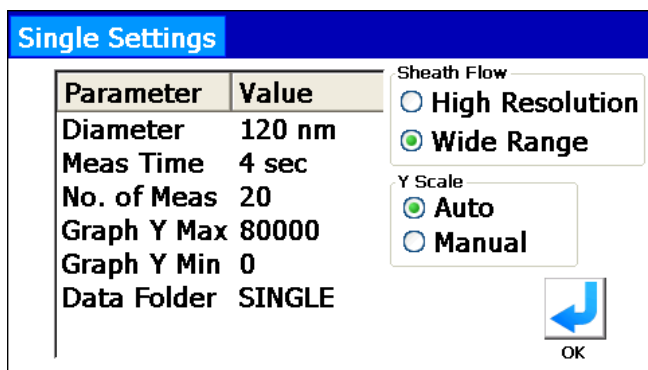 Single Settings
Parameter Value
Diameter 120 nm
Meas Time 4 sec
No. of Meas 20
Graph Y Max 80000
Graph Y Min 0
Data Folder SINGLE
Sheath Flow
High Resolution
Wide Range
Y Scale
Auto
Manual
OK